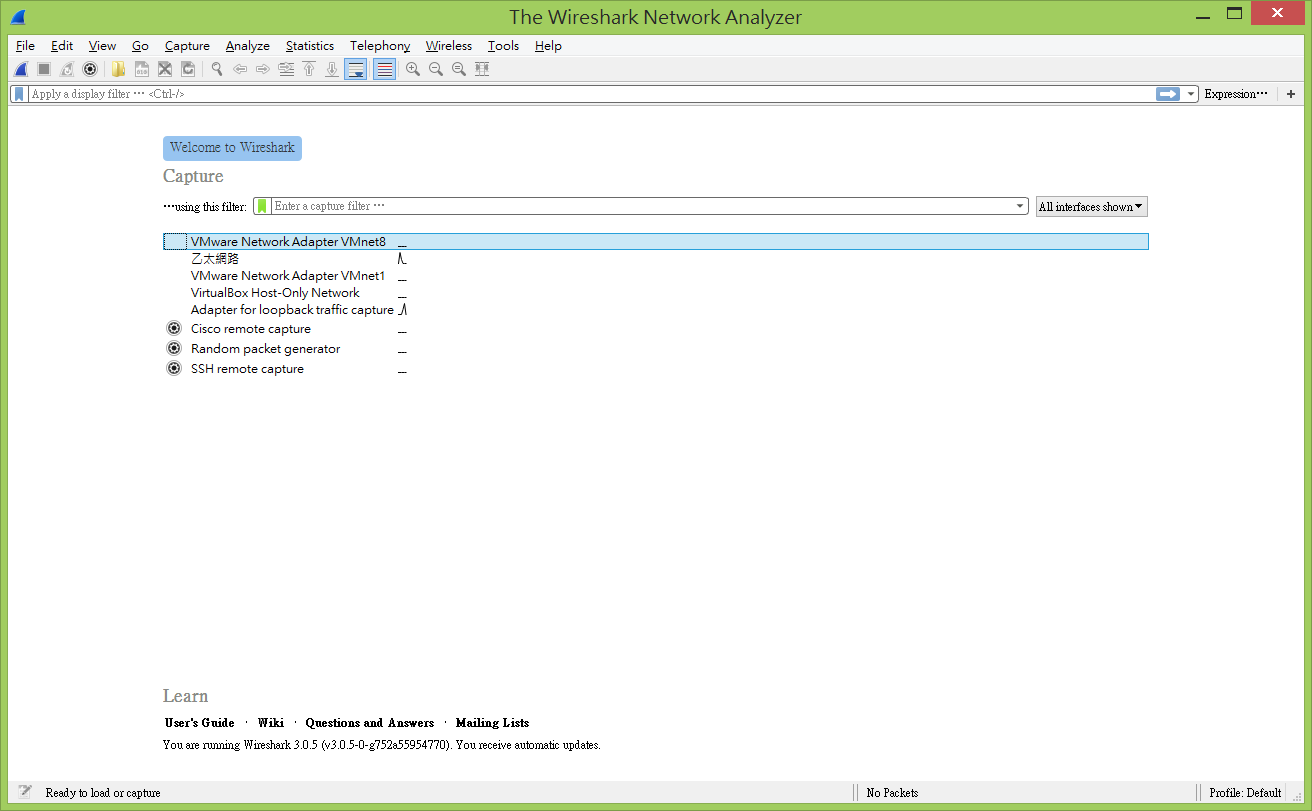 The Wireshark Network Analyzer
File Edit View Go Capture Analyze Statistics Telephony Wireless Tools Help
Apply a display filter … <Ctrl-/> Expression… +
Welcome to Wireshark
Capture
…using this filter: Enter a capture filter … All interfaces shown
VMware Network Adapter VMnet8
乙太網路
VMware Network Adapter VMnet1
VirtualBox Host-Only Network
Adapter for loopback traffic capture
Cisco remote capture
Random packet generator
SSH remote capture
Learn
User's Guide · Wiki · Questions and Answers · Mailing Lists
You are running Wireshark 3.0.5 (v3.0.5-0-g752a55954770). You receive automatic updates.
Ready to load or capture No Packets Profile: Default